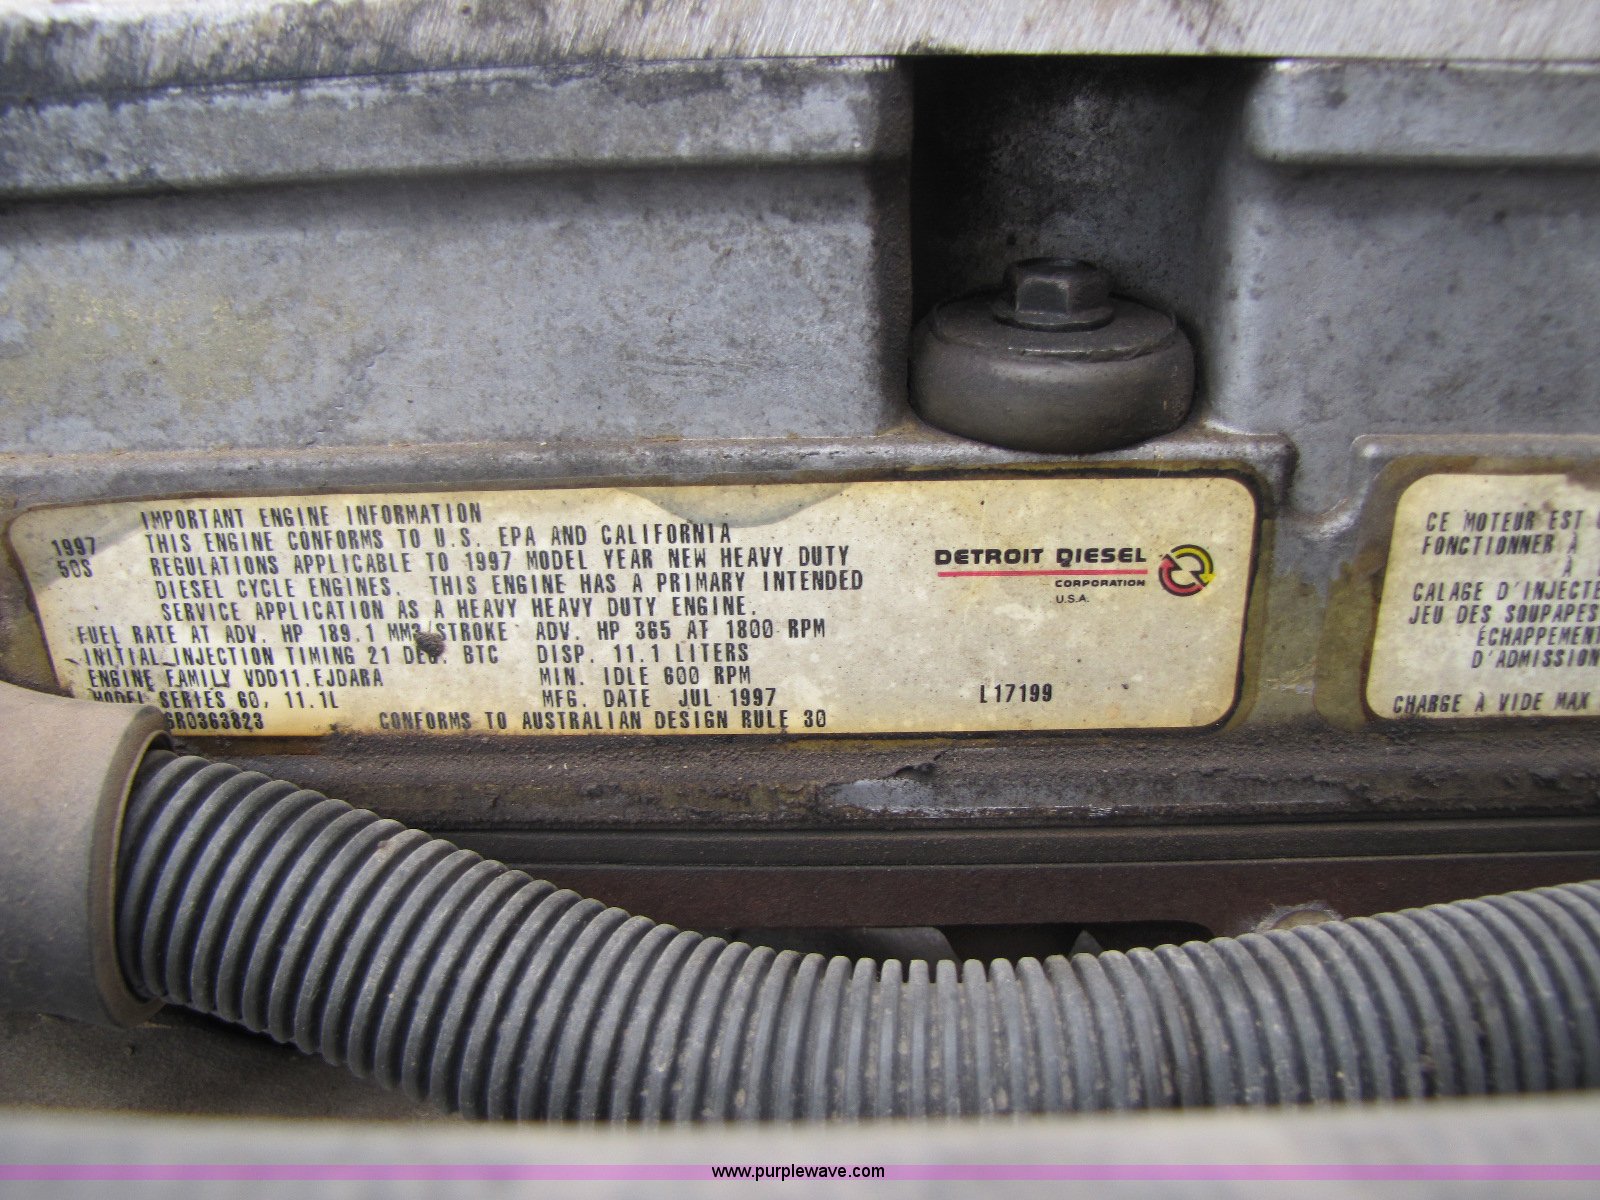 IMPORTANT ENGINE INFORMATION
1997 THIS ENGINE CONFORMS TO U.S. EPA AND CALIFORNIA
50S REGULATIONS APPLICABLE TO 1997 MODEL YEAR NEW HEAVY DUTY
DIESEL CYCLE ENGINES. THIS ENGINE HAS A PRIMARY INTENDED
SERVICE APPLICATION AS A HEAVY HEAVY DUTY ENGINE.
FUEL RATE AT ADV. HP 189.1 MM3/STROKE ADV. HP 365 AT 1800 RPM
INITIAL INJECTION TIMING 21 DEG. BTC DISP. 11.1 LITERS
ENGINE FAMILY VDD11.EJDARA MIN. IDLE 600 RPM
MODEL SERIES 60, 11.1L MFG. DATE JUL 1997
6R0363823 CONFORMS TO AUSTRALIAN DESIGN RULE 30
DETROIT DIESEL
CORPORATION
U.S.A.
L17199
CE MOTEUR EST
FONCTIONNER À
À
CALAGE D'INJECTE
JEU DES SOUPAPES
ÉCHAPPEMENT
D'ADMISSION
CHARGE À VIDE MAX
www.purplewave.com